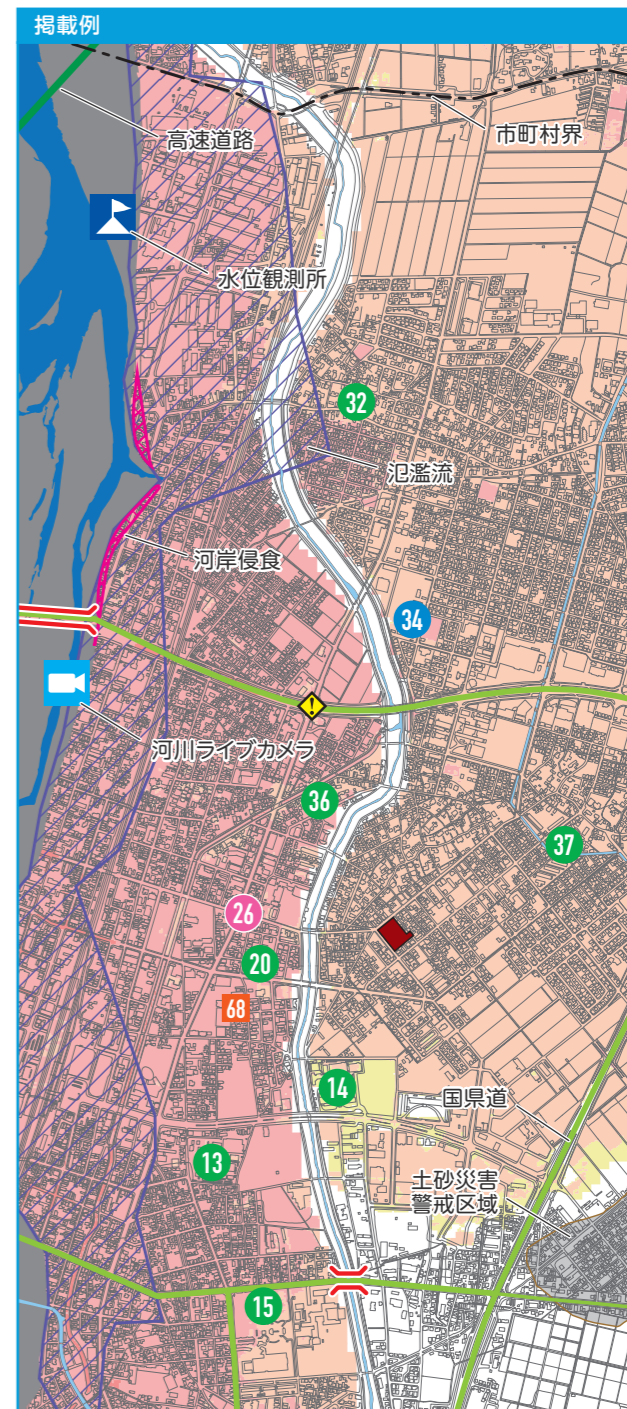 掲載例
市町村界
高速道路
水位観測所
32
氾濫流
河岸侵食
34
河川ライブカメラ
36
37
26
20
68
14
国県道
13
土砂災害
警戒区域
15